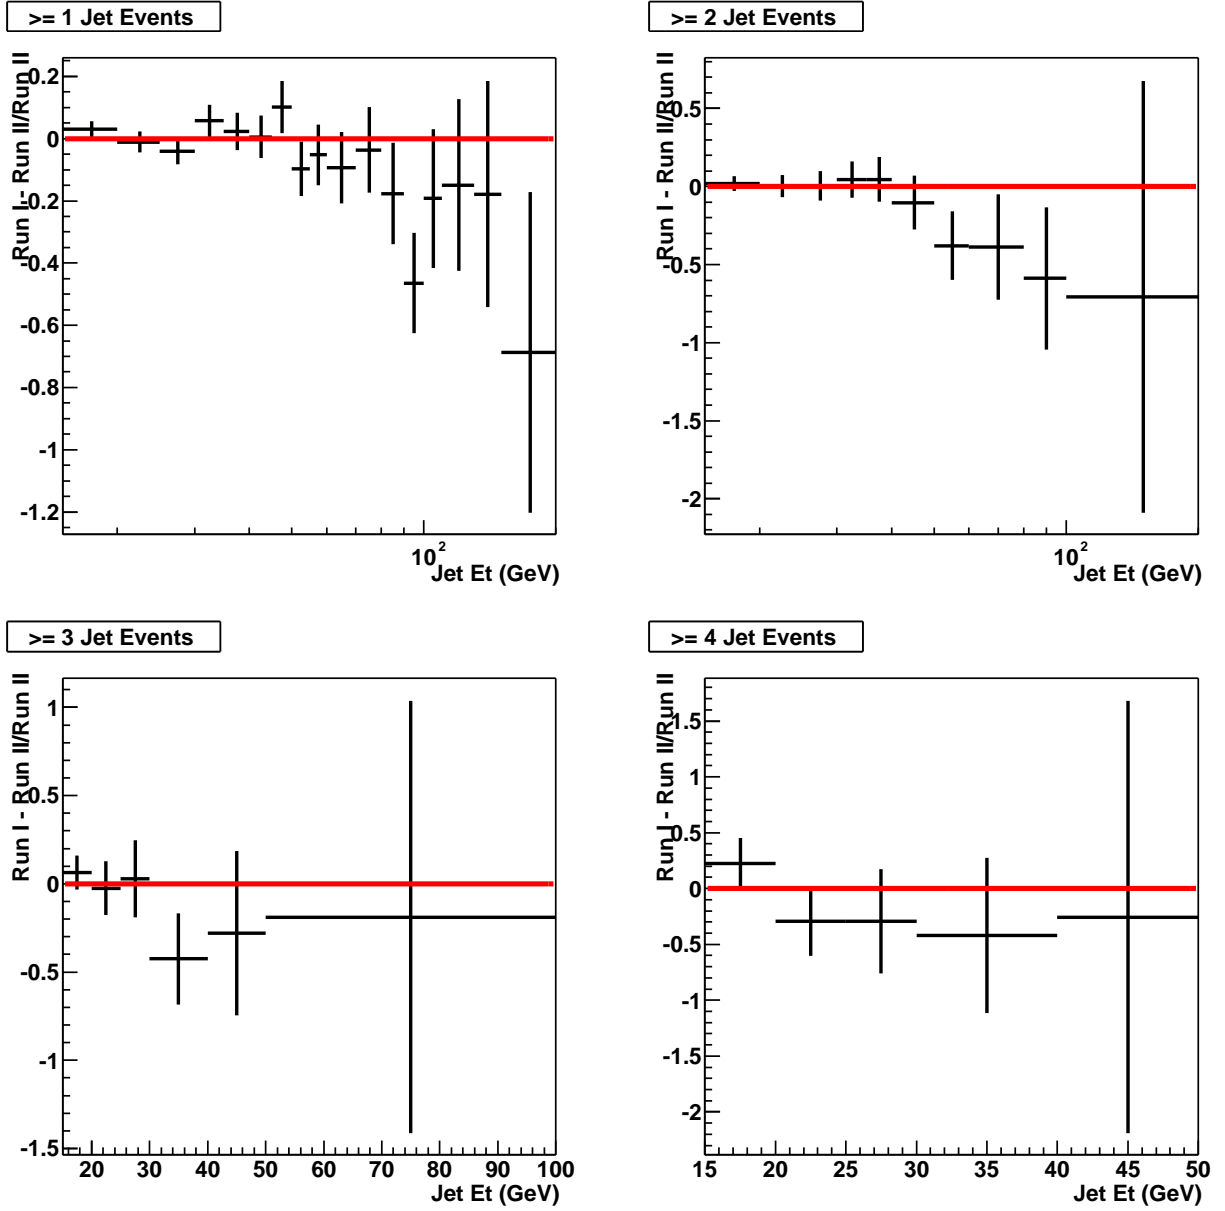 >= 1 Jet Events
Run I - Run II/Run II
0.2
0
-0.2
-0.4
-0.6
-0.8
-1
-1.2
10²
Jet Et (GeV)
>= 2 Jet Events
Run I - Run II/Run II
0.5
0
-0.5
-1
-1.5
-2
10²
Jet Et (GeV)
>= 3 Jet Events
Run I - Run II/Run II
1
0.5
0
-0.5
-1
-1.5
20 30 40 50 60 70 80 90 100
Jet Et (GeV)
>= 4 Jet Events
Run I - Run II/Run II
1.5
1
0.5
0
-0.5
-1
-1.5
-2
15 20 25 30 35 40 45 50
Jet Et (GeV)